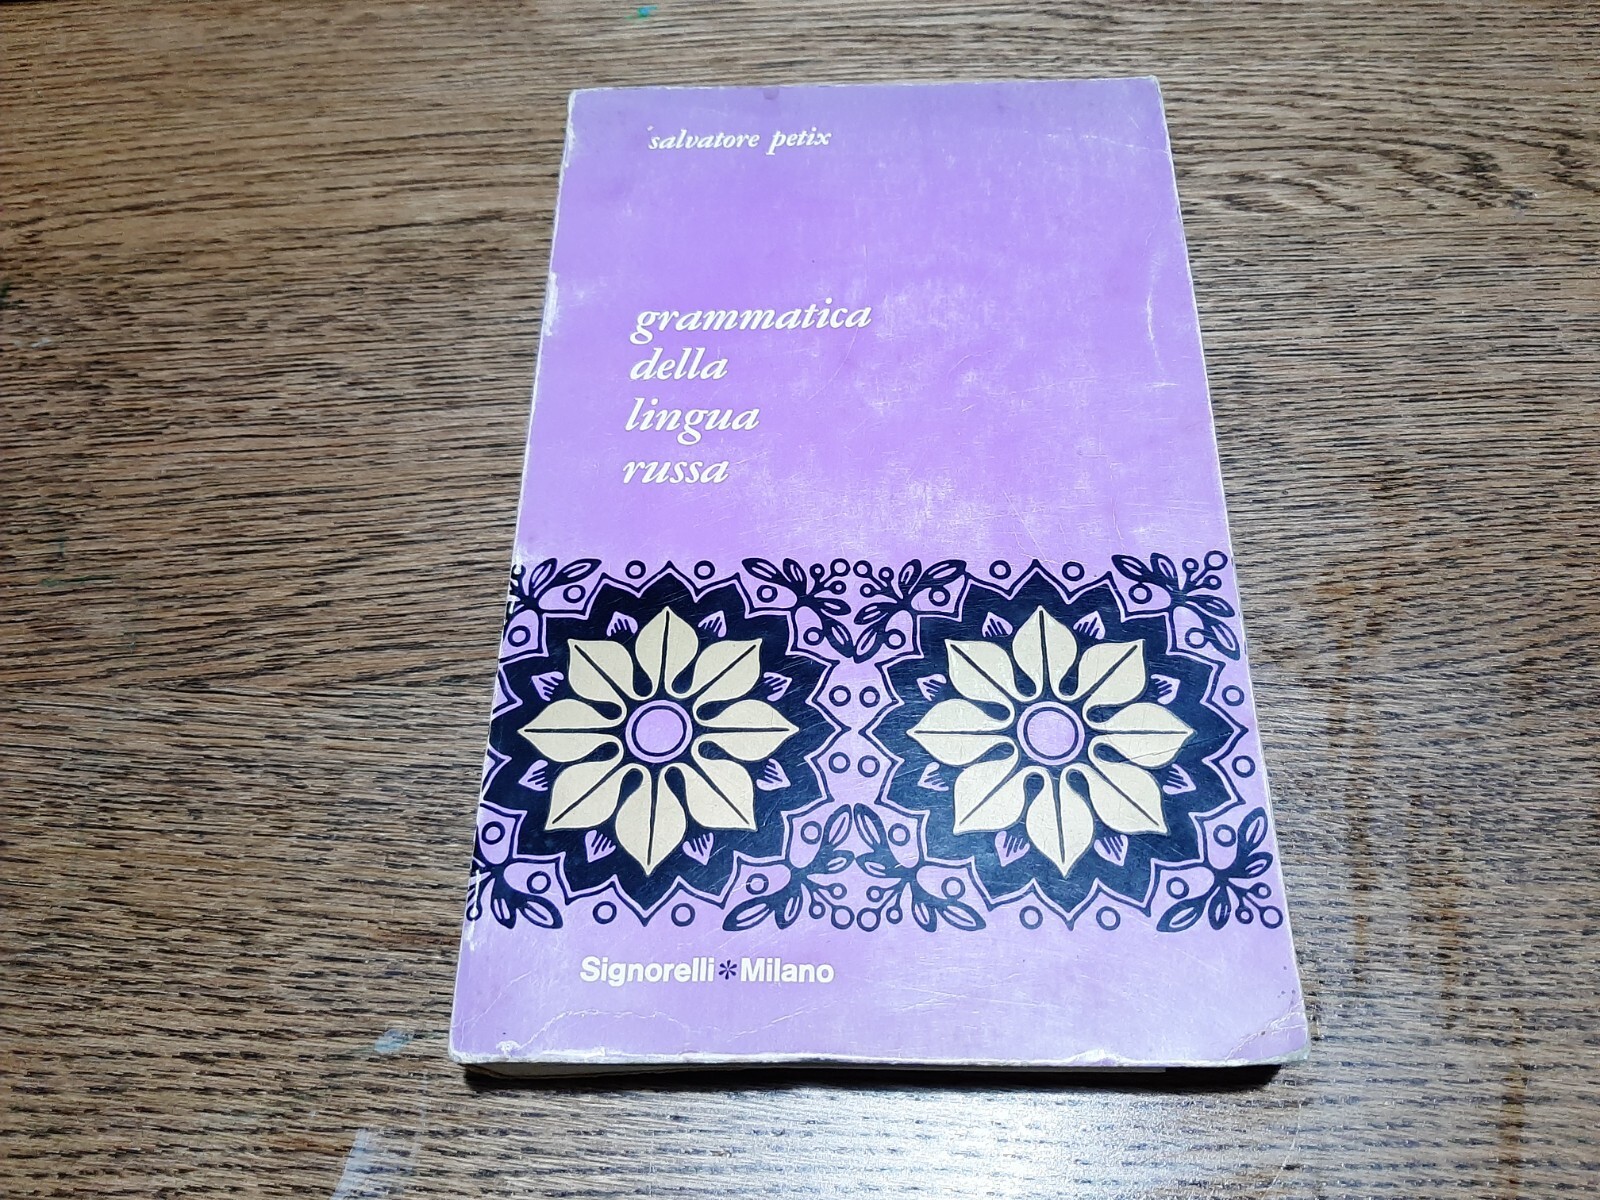 salvatore petix
grammatica
della
lingua
russa
Signorelli*Milano